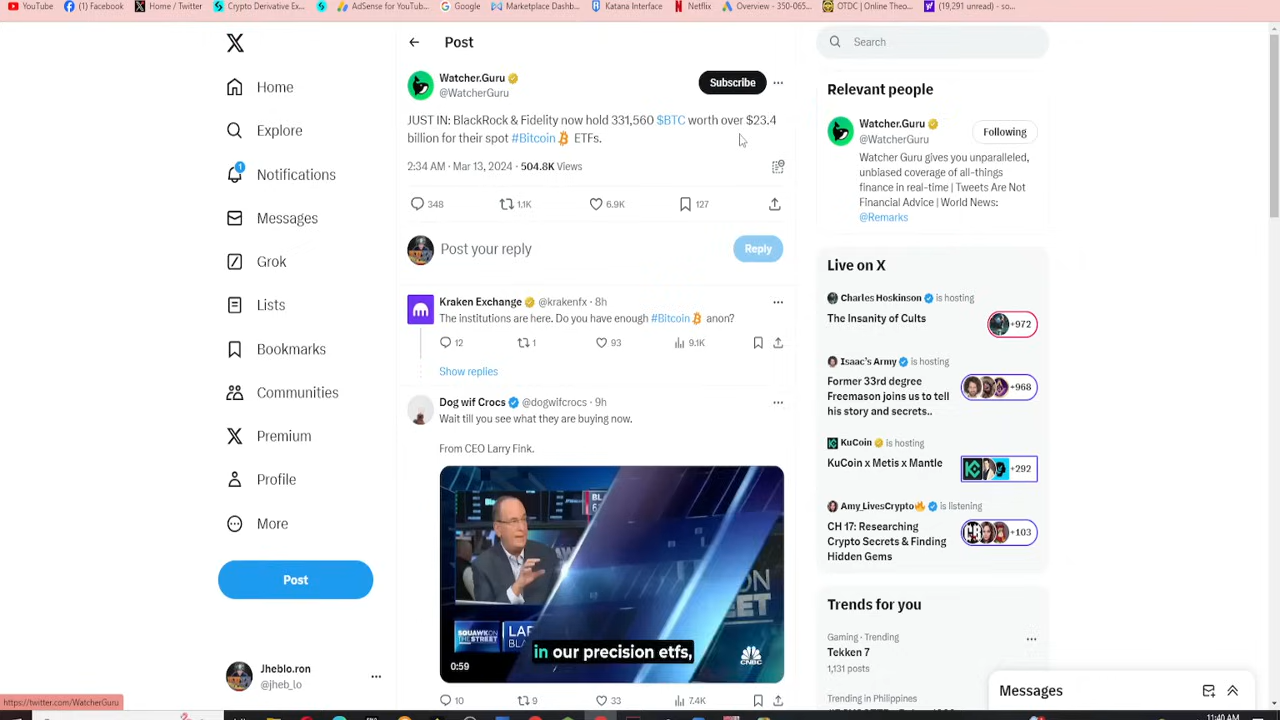 YouTube (1) Facebook Home / Twitter Crypto Derivative Ex... AdSense for YouTub... Google Marketplace Dashb... Katana Interface Netflix Overview - 350-065... OTDC | Online Theo... (19,291 unread) - so...
Post
Search
Home
Explore
1
Notifications
Messages
Grok
Lists
Bookmarks
Communities
Premium
Profile
More
Post
Jheblo.ron
@jheb_lo
https://twitter.com/WatcherGuru
Watcher.Guru
@WatcherGuru
Subscribe
JUST IN: BlackRock & Fidelity now hold 331,560 $BTC worth over $23.4
billion for their spot #Bitcoin ETFs.
2:34 AM · Mar 13, 2024 · 504.8K Views
348 1.1K 6.9K 127
Post your reply
Reply
Kraken Exchange @krakenfx · 8h
The institutions are here. Do you have enough #Bitcoin anon?
12 1 93 9.1K
Show replies
Dog wif Crocs @dogwifcrocs · 9h
Wait till you see what they are buying now.
From CEO Larry Fink.
SQUAWK ON
THE STREET
in our precision etfs,
0:59
CNBC
10 9 33 7.4K
Relevant people
Watcher.Guru
@WatcherGuru
Following
Watcher Guru gives you unparalleled,
unbiased coverage of all-things
finance in real-time | Tweets Are Not
Financial Advice | World News:
@Remarks
Live on X
Charles Hoskinson is hosting
The Insanity of Cults
+972
Isaac's Army is hosting
Former 33rd degree
Freemason joins us to tell
his story and secrets..
+968
KuCoin is hosting
KuCoin x Metis x Mantle
+292
Amy_LivesCrypto is listening
CH 17: Researching
Crypto Secrets & Finding
Hidden Gems
+103
Trends for you
Gaming · Trending
Tekken 7
1,131 posts
Trending in Philippines
Messages
11:40 AM